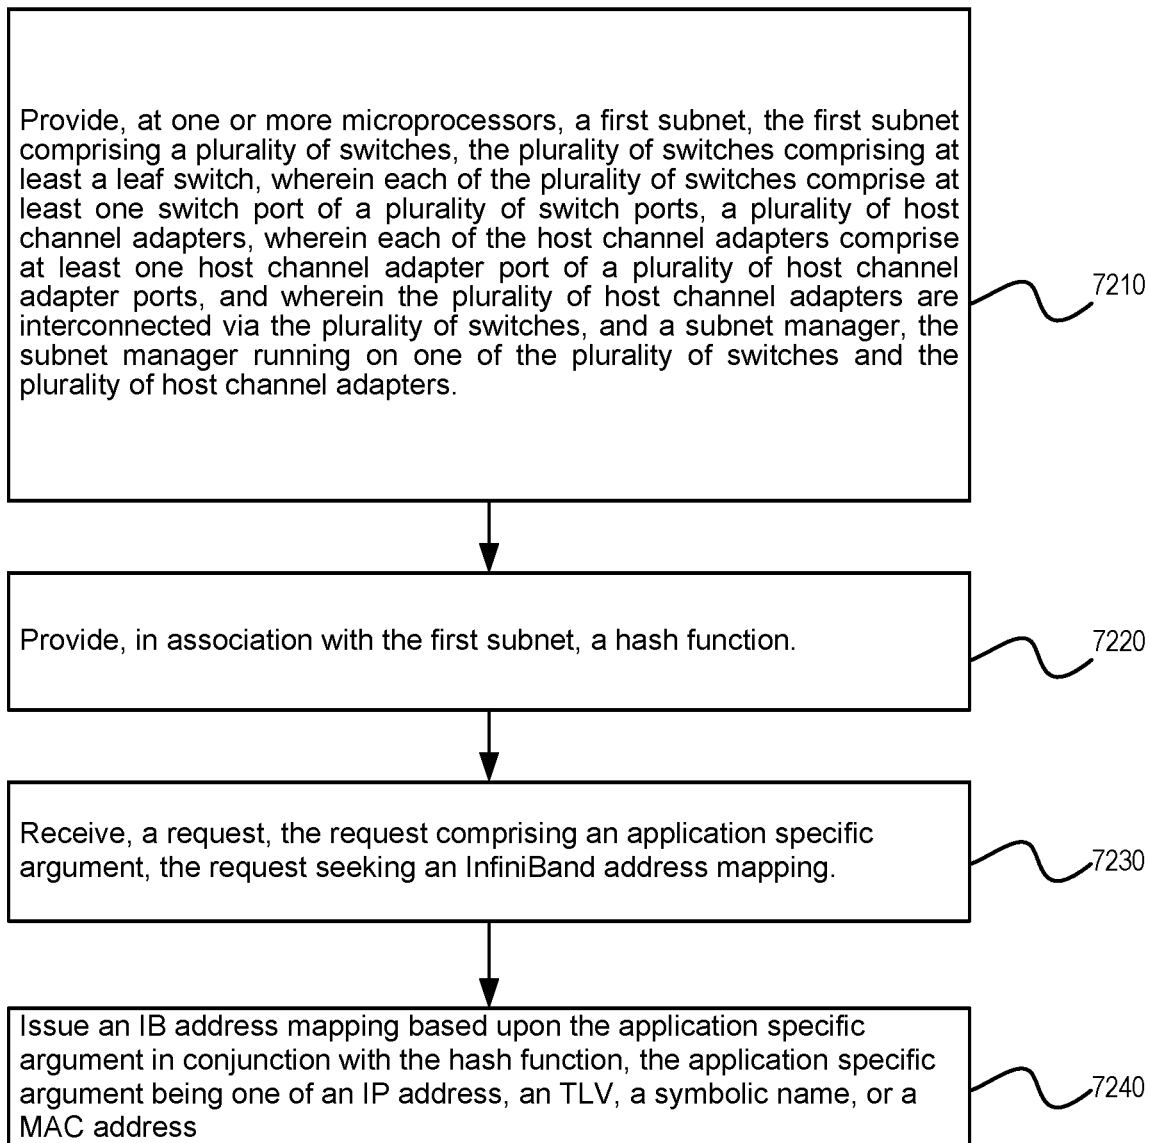 Provide, at one or more microprocessors, a first subnet, the first subnet
comprising a plurality of switches, the plurality of switches comprising at
least a leaf switch, wherein each of the plurality of switches comprise at
least one switch port of a plurality of switch ports, a plurality of host
channel adapters, wherein each of the host channel adapters comprise
at least one host channel adapter port of a plurality of host channel
adapter ports, and wherein the plurality of host channel adapters are
interconnected via the plurality of switches, and a subnet manager, the
subnet manager running on one of the plurality of switches and the
plurality of host channel adapters.
7210
Provide, in association with the first subnet, a hash function.
7220
Receive, a request, the request comprising an application specific
argument, the request seeking an InfiniBand address mapping.
7230
Issue an IB address mapping based upon the application specific
argument in conjunction with the hash function, the application specific
argument being one of an IP address, an TLV, a symbolic name, or a
MAC address
7240